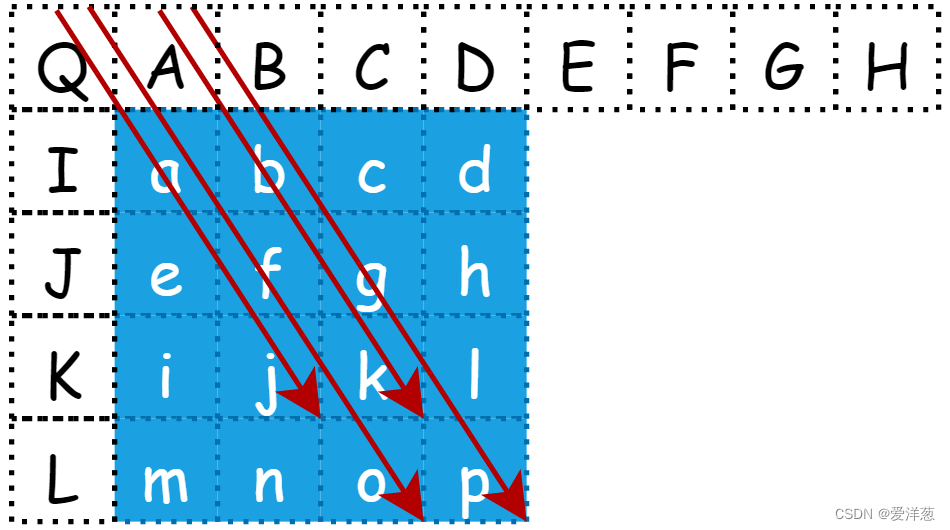 Q A B C D E F G H
I a b c d
J e f g h
K i j k l
L m n o p
CSDN @爱洋葱